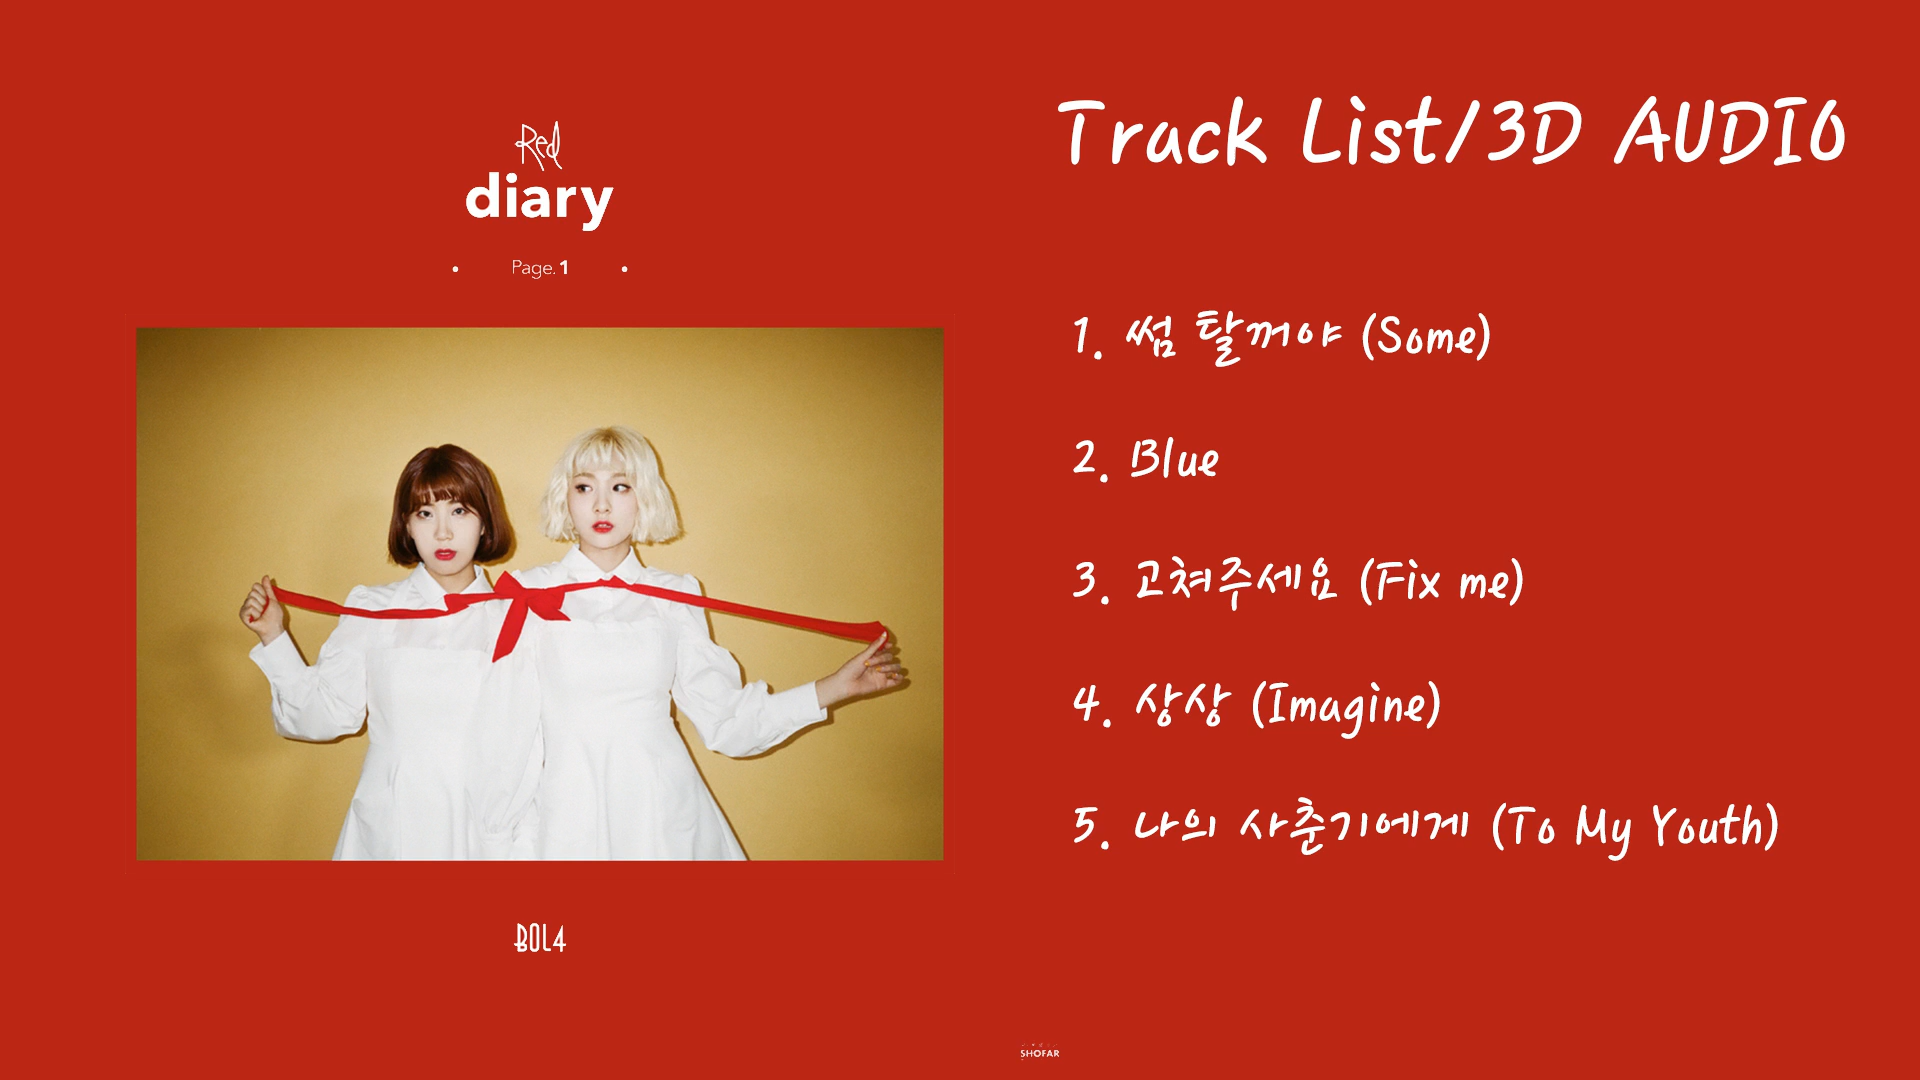 Red
diary
Page.1
BOL4
Track List/3D AUDIO
1. 썸 탈꺼야 (Some)
2. Blue
3. 고쳐주세요 (Fix me)
4. 상상 (Imagine)
5. 나의 사춘기에게 (To My Youth)
SHOFAR